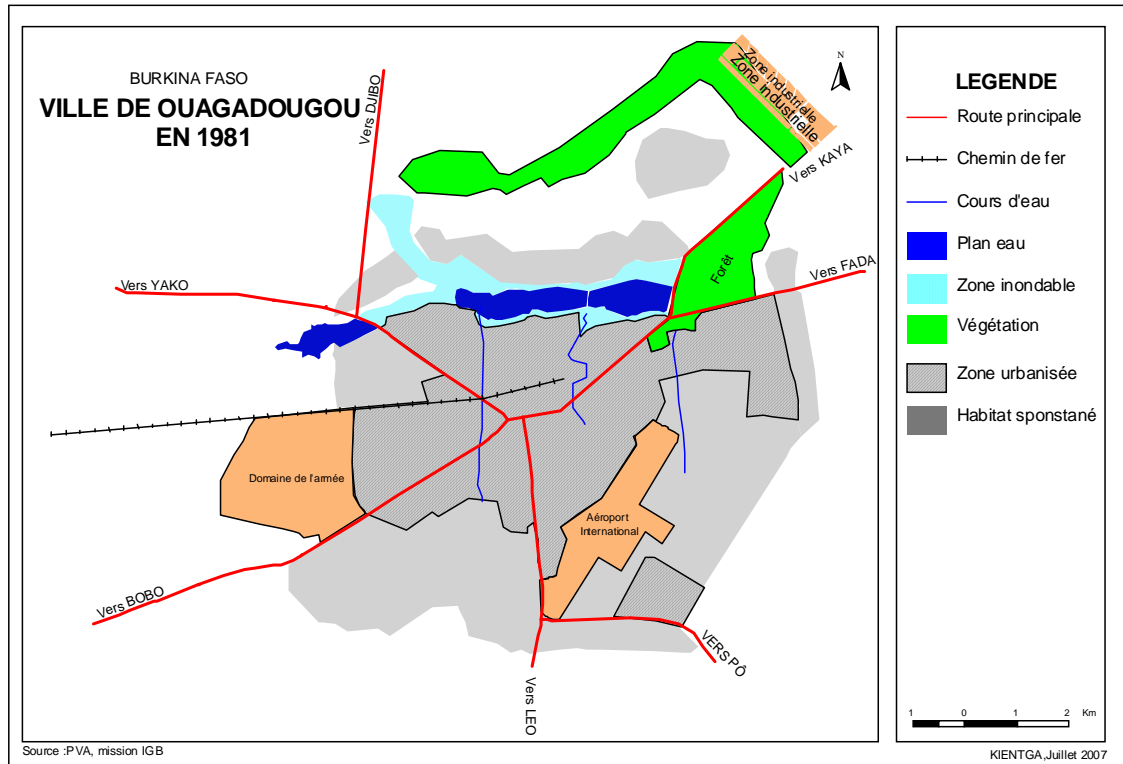 BURKINA FASO
VILLE DE OUAGADOUGOU
EN 1981
Vers DJIBO
Zone industrielle
Zone industrielle
N
Vers KAYA
Vers YAKO
Forêt
Vers FADA
Domaine de l'armée
Aéroport
International
Vers BOBO
Vers LEO
VERS PÔ
LEGENDE
Route principale
Chemin de fer
Cours d'eau
Plan eau
Zone inondable
Végétation
Zone urbanisée
Habitat sponstané
1 0 1 2 Km
Source :PVA, mission IGB
KIENTGA,Juillet 2007